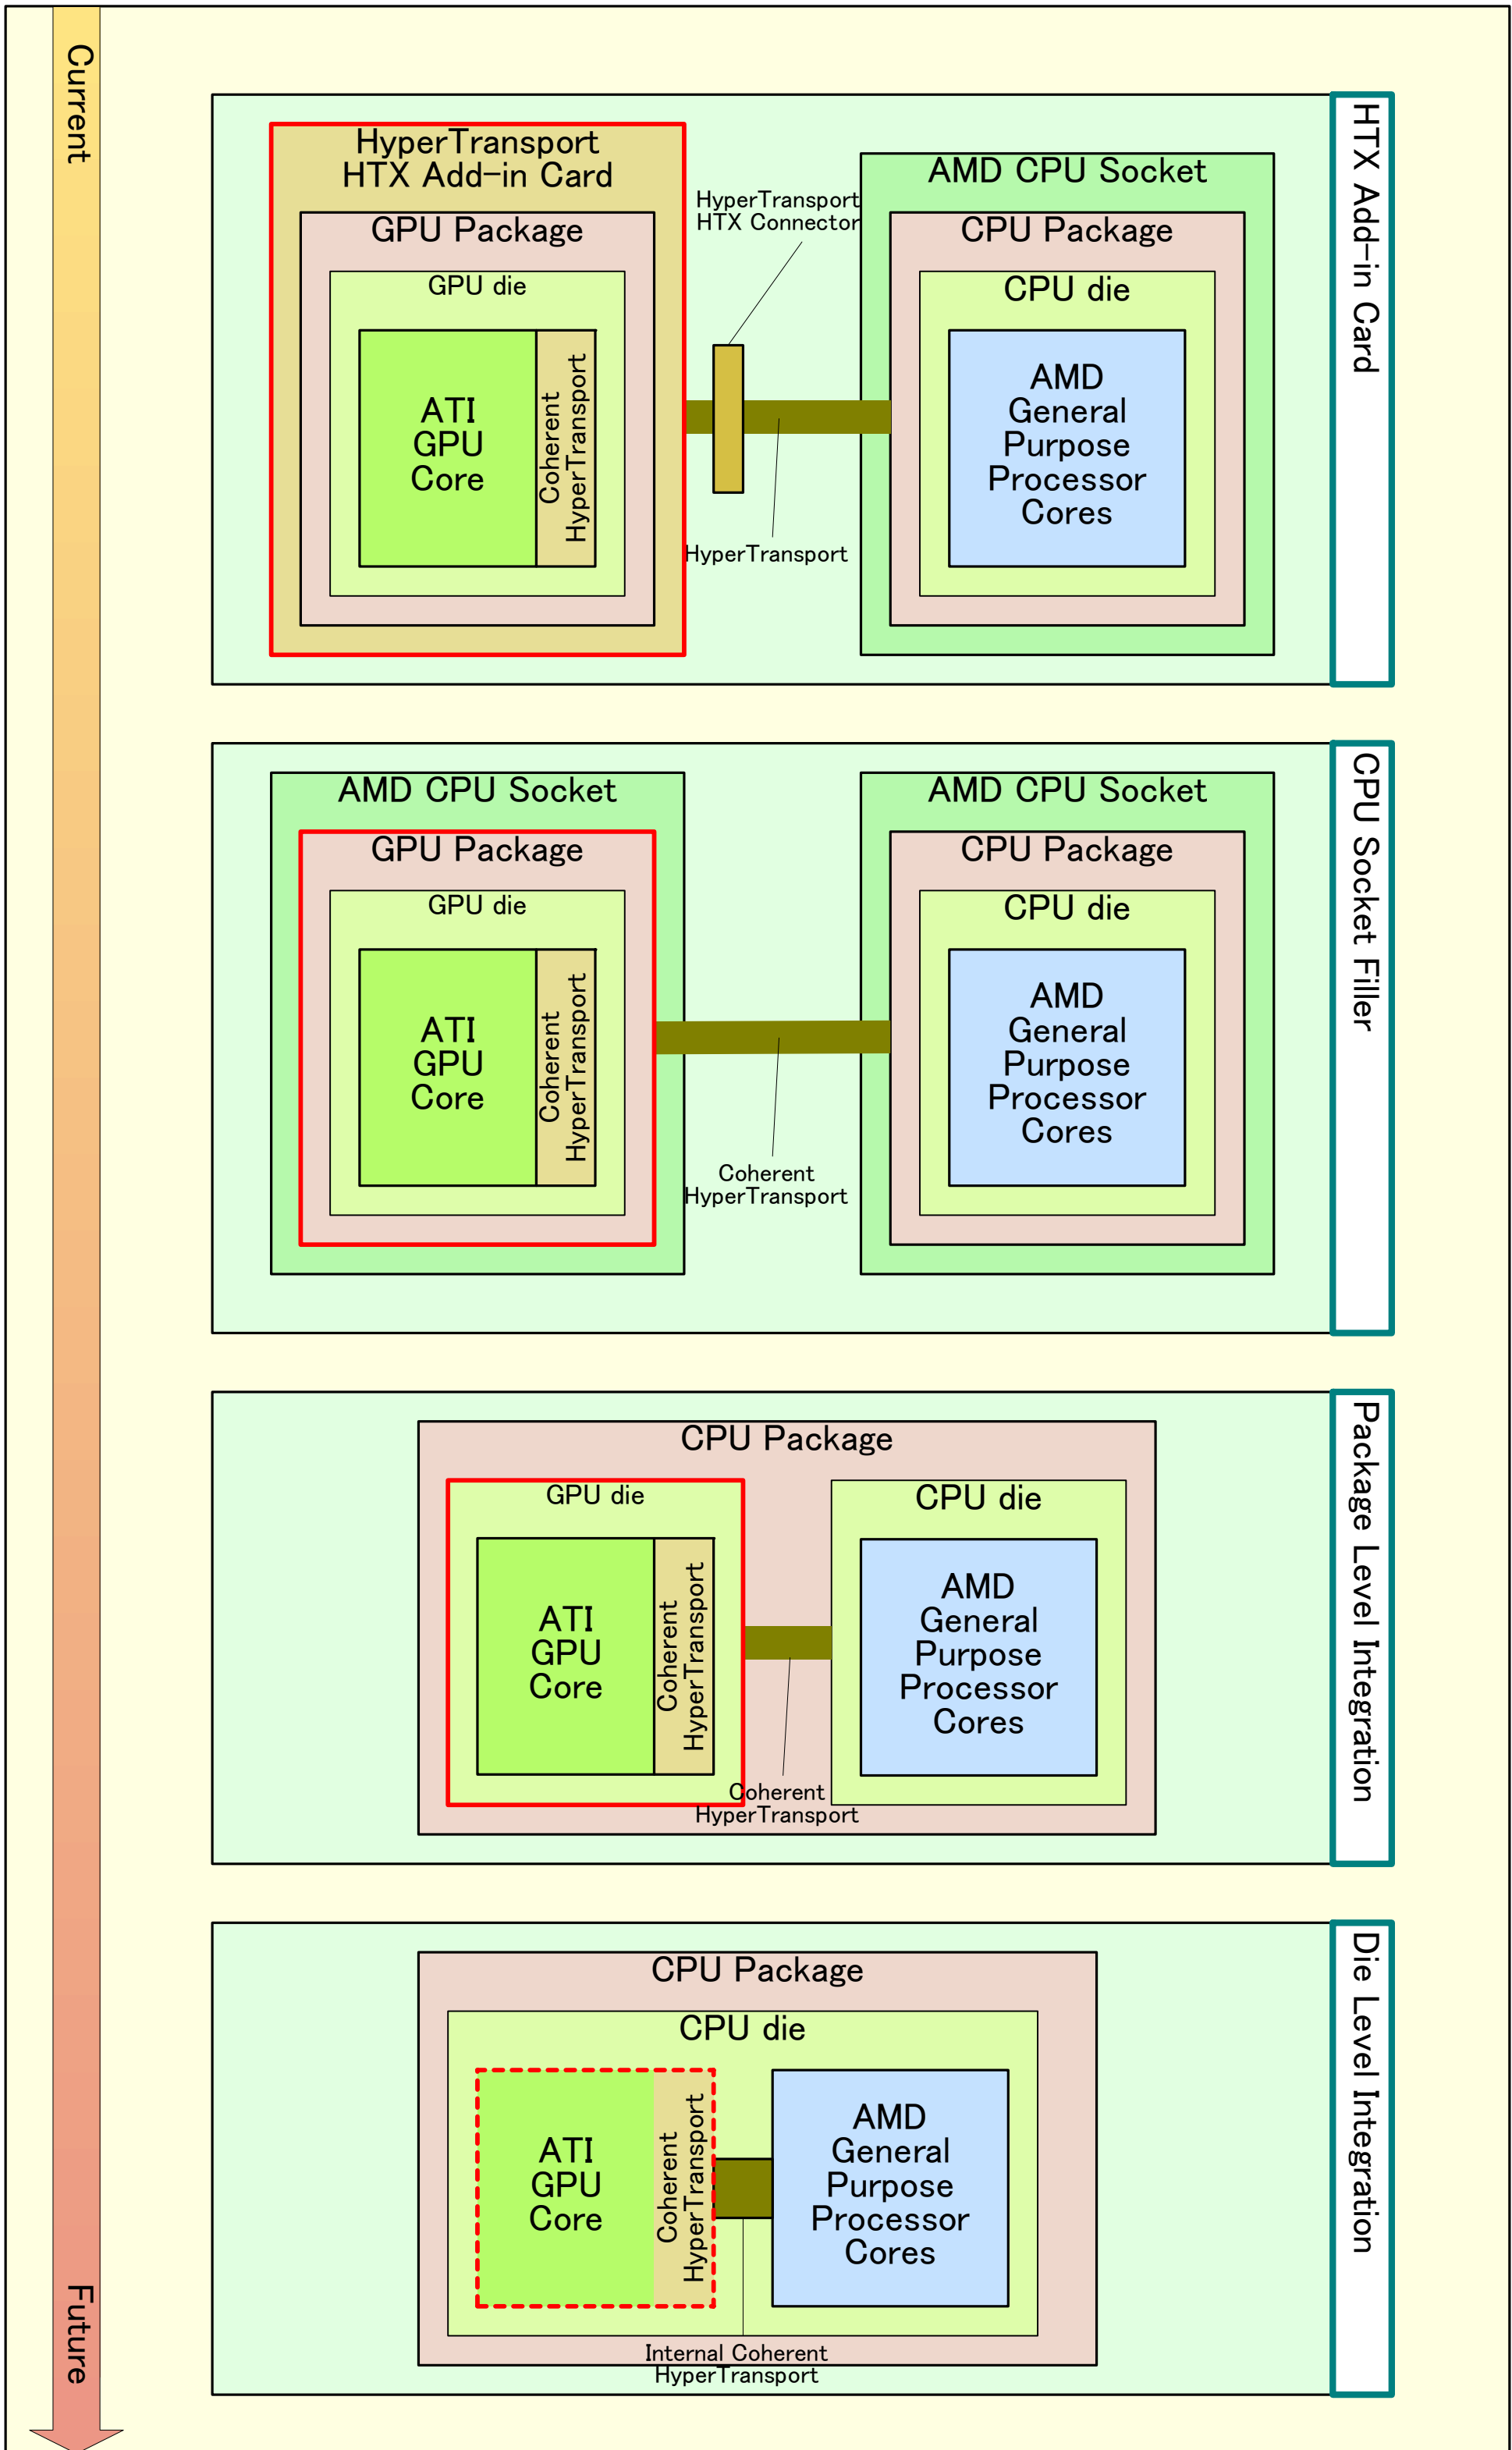 Current
HTX Add-in Card
HyperTransport
HTX Add-in Card
GPU Package
GPU die
ATI
GPU
Core
Coherent
HyperTransport
HyperTransport
HTX Connector
HyperTransport
AMD CPU Socket
CPU Package
CPU die
AMD
General
Purpose
Processor
Cores
CPU Socket Filler
AMD CPU Socket
GPU Package
GPU die
ATI
GPU
Core
Coherent
HyperTransport
Coherent
HyperTransport
AMD CPU Socket
CPU Package
CPU die
AMD
General
Purpose
Processor
Cores
Package Level Integration
CPU Package
GPU die
ATI
GPU
Core
Coherent
HyperTransport
Coherent
HyperTransport
CPU die
AMD
General
Purpose
Processor
Cores
Die Level Integration
CPU Package
CPU die
ATI
GPU
Core
Coherent
HyperTransport
AMD
General
Purpose
Processor
Cores
Internal Coherent
HyperTransport
Future